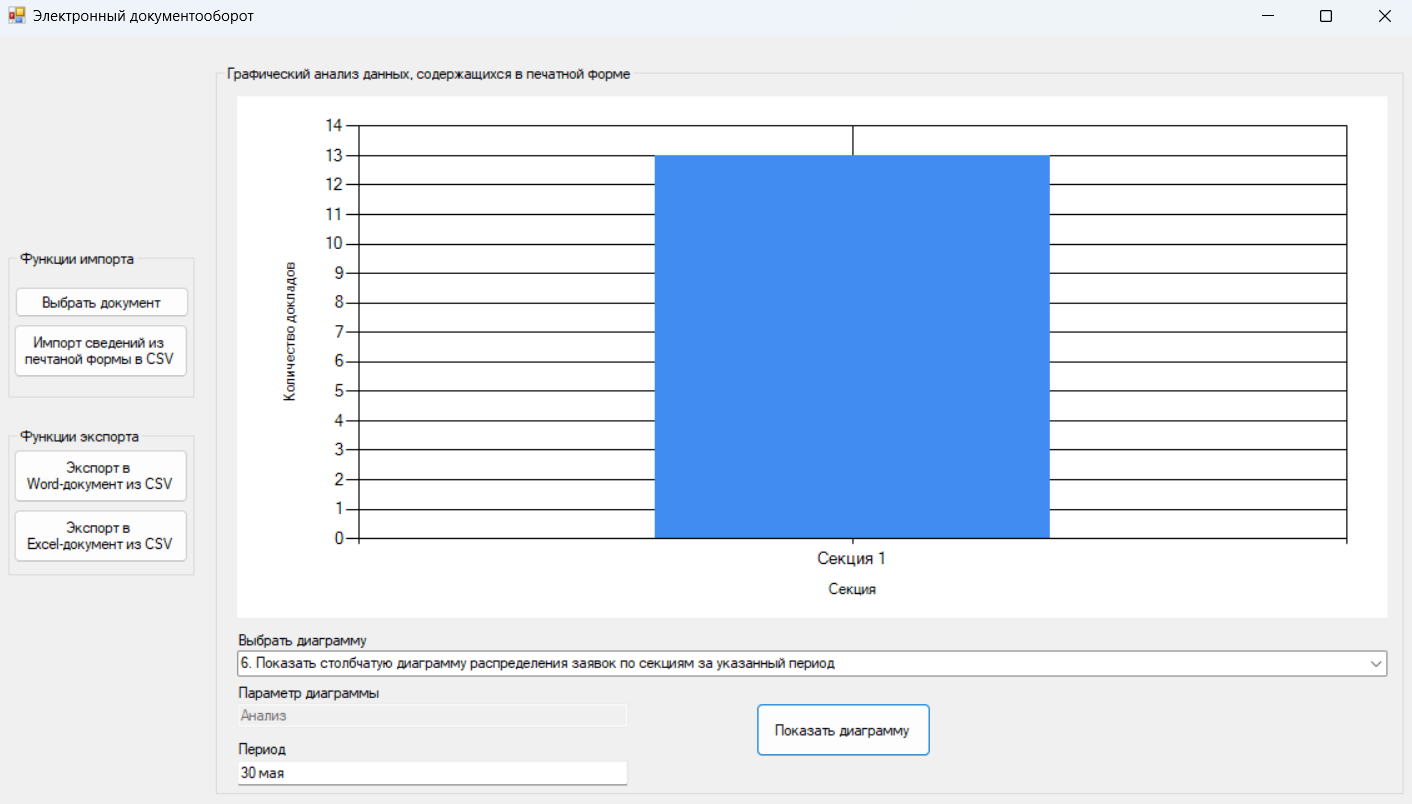 Электронный документооборот
Графический анализ данных, содержащихся в печатной форме
14
13
12
11
10
9
8
7
6
5
4
3
2
1
0
Количество докладов
Секция 1
Секция
Функции импорта
Выбрать документ
Импорт сведений из
печтаной формы в CSV
Функции экспорта
Экспорт в
Word-документ из CSV
Экспорт в
Excel-документ из CSV
Выбрать диаграмму
6. Показать столбчатую диаграмму распределения заявок по секциям за указанный период
Параметр диаграммы
Анализ
Показать диаграмму
Период
30 мая